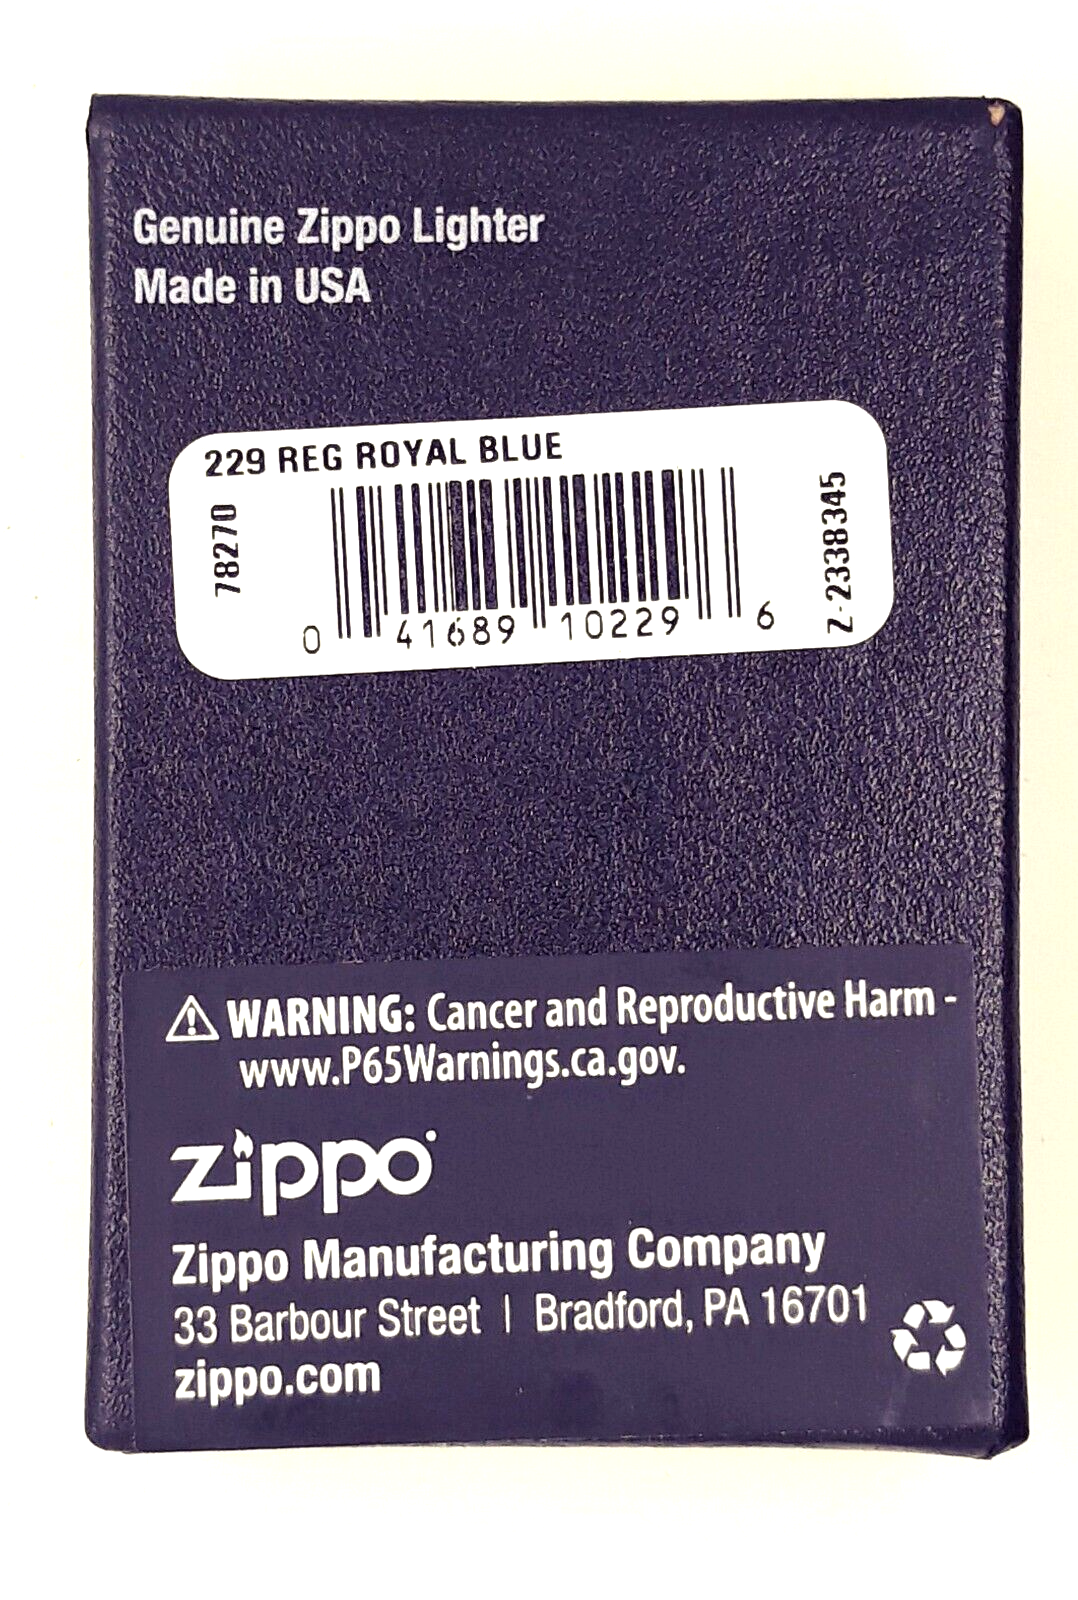 Genuine Zippo Lighter
Made in USA
229 REG ROYAL BLUE
78270
0 41689 10229 6
Z-2338345
WARNING: Cancer and Reproductive Harm -
www.P65Warnings.ca.gov.
zippo
Zippo Manufacturing Company
33 Barbour Street | Bradford, PA 16701
zippo.com